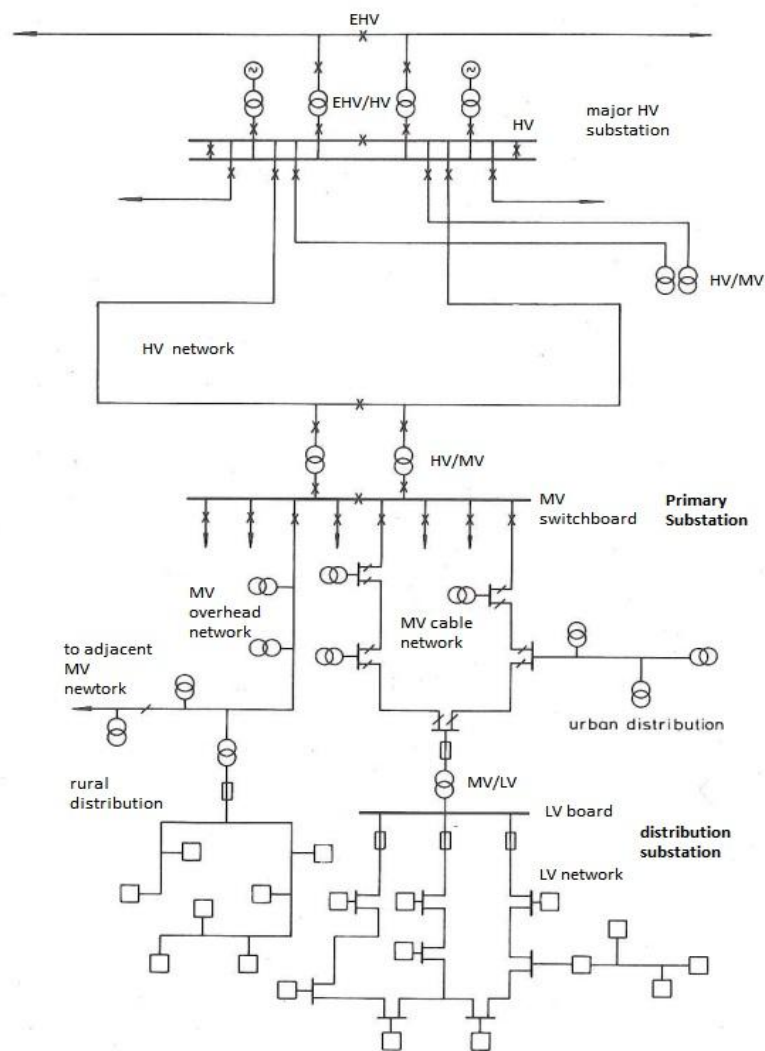 EHV
EHV/HV
HV
major HV
substation
HV/MV
HV network
HV/MV
MV
switchboard
Primary
Substation
MV
overhead
network
MV cable
network
to adjacent
MV
newtork
urban distribution
rural
distribution
MV/LV
LV board
distribution
substation
LV network